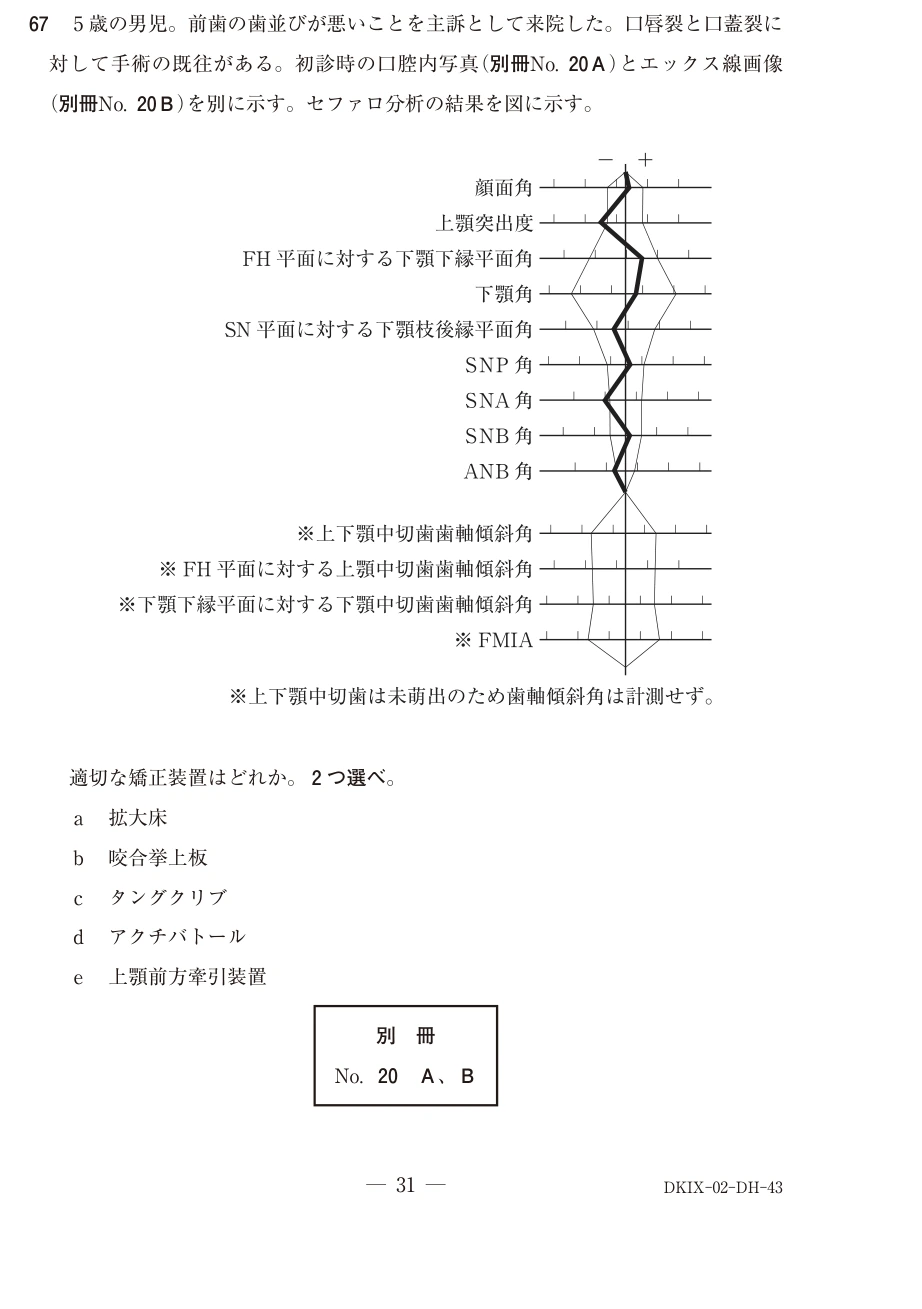 67 5歳の男児。前歯の歯並びが悪いことを主訴として来院した。口唇裂と口蓋裂に
対して手術の既往がある。初診時の口腔内写真(別冊No. 20 A)とエックス線画像
(別冊No. 20 B)を別に示す。セファロ分析の結果を図に示す。
− +
顔面角
上顎突出度
FH 平面に対する下顎下縁平面角
下顎角
SN 平面に対する下顎枝後縁平面角
SNP 角
SNA 角
SNB 角
ANB 角
※上下顎中切歯歯軸傾斜角
※ FH 平面に対する上顎中切歯歯軸傾斜角
※下顎下縁平面に対する下顎中切歯歯軸傾斜角
※ FMIA
※上下顎中切歯は未萌出のため歯軸傾斜角は計測せず。
適切な矯正装置はどれか。2つ選べ。
a 拡大床
b 咬合挙上板
c タングクリブ
d アクチバトール
e 上顎前方牽引装置
別 冊
No. 20 A、B
— 31 —
DKIX-02-DH-43